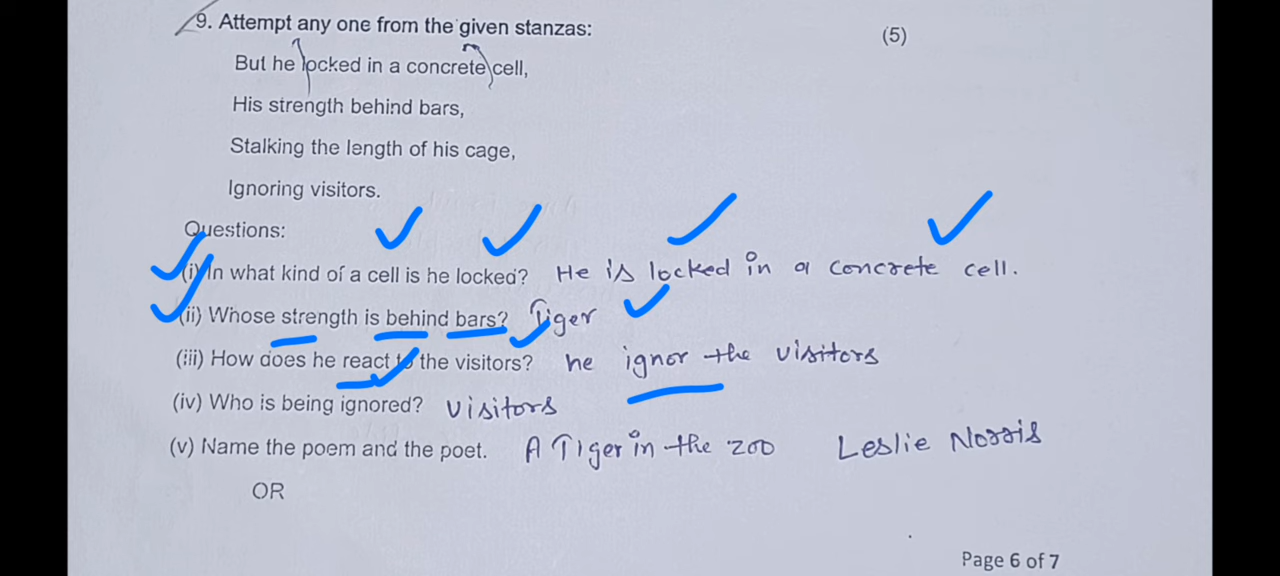 9. Attempt any one from the given stanzas: (5)
But he locked in a concrete cell,
His strength behind bars,
Stalking the length of his cage,
Ignoring visitors.
Questions:
(i) In what kind of a cell is he locked? He is locked in a concrete cell.
(ii) Whose strength is behind bars? Tiger
(iii) How does he react to the visitors? he ignor the visitors
(iv) Who is being ignored? visitors
(v) Name the poem and the poet. A Tiger in the zoo Leslie Norris
OR
Page 6 of 7